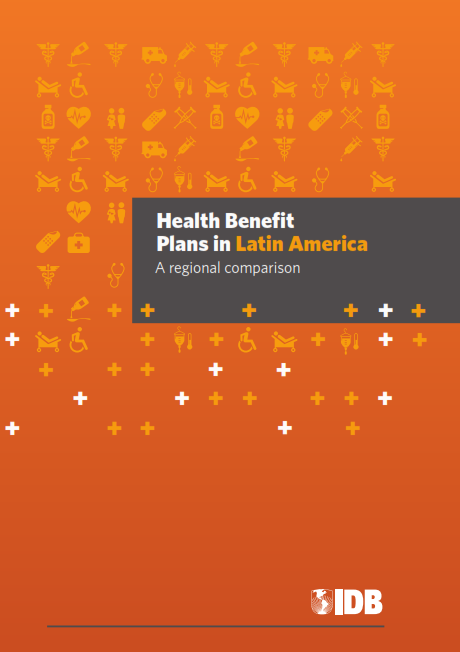 Health Benefit
Plans in Latin America
A regional comparison
IDB